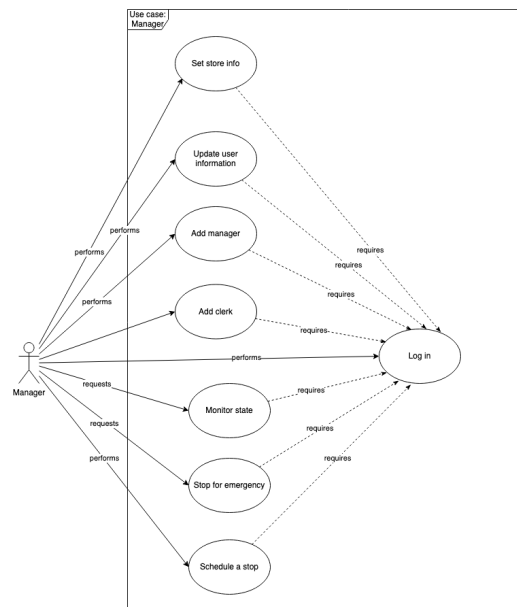 Use case:
Manager
Set store info
Update user
information
performs
requires
Add manager
performs
requires
performs
requires
Add clerk
requires
performs
Log in
Manager
requests
requires
Monitor state
requests
requires
performs
requires
Stop for emergency
Schedule a stop